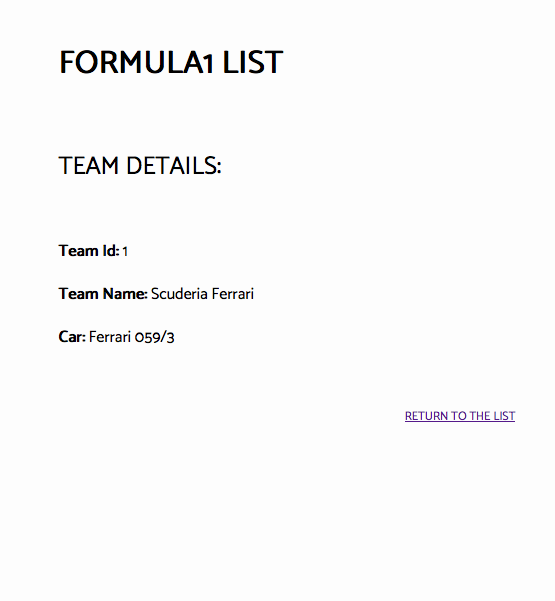 FORMULA1 LIST
TEAM DETAILS:
Team Id: 1
Team Name: Scuderia Ferrari
Car: Ferrari 059/3
RETURN TO THE LIST